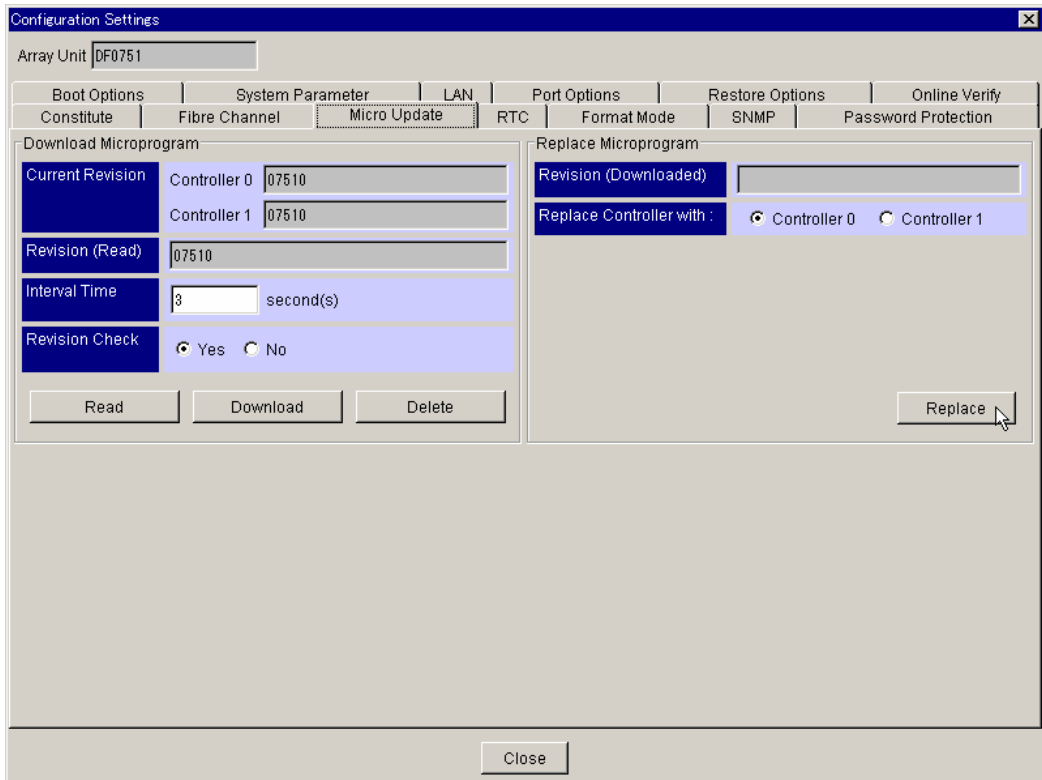 Configuration Settings
Array Unit DF0751
Boot Options System Parameter LAN Port Options Restore Options Online Verify
Constitute Fibre Channel Micro Update RTC Format Mode SNMP Password Protection
Download Microprogram
Current Revision Controller 0 07510
Controller 1 07510
Revision (Read) 07510
Interval Time 3 second(s)
Revision Check Yes No
Read Download Delete
Replace Microprogram
Revision (Downloaded)
Replace Controller with : Controller 0 Controller 1
Replace
Close